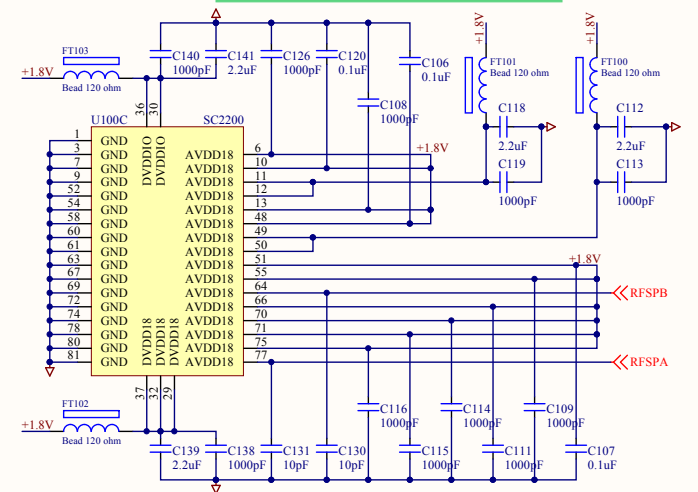 +1.8V
+1.8V
FT103
C140
C141
C126
C120
C106
FT101
FT100
+1.8V
1000pF
2.2uF
1000pF
0.1uF
0.1uF
Bead 120 ohm
Bead 120 ohm
Bead 120 ohm
C108
1000pF
C118
C112
36
30
2.2uF
2.2uF
U100C
SC2200
1 GND
3 GND
7 GND
9 GND
52 GND
54 GND
58 GND
60 GND
61 GND
63 GND
67 GND
69 GND
72 GND
74 GND
78 GND
80 GND
81 GND
DVDDIO
DVDDIO
AVDD18 6
AVDD18 10
AVDD18 11
AVDD18 12
AVDD18 13
AVDD18 48
AVDD18 49
AVDD18 50
AVDD18 51
AVDD18 55
AVDD18 64
AVDD18 66
AVDD18 70
AVDD18 71
AVDD18 75
AVDD18 77
+1.8V
C119
1000pF
C113
1000pF
+1.8V
RFSPB
RFSPA
DVDD18
DVDD18
DVDD18
37
32
29
FT102
+1.8V
Bead 120 ohm
C116
1000pF
C114
1000pF
C109
1000pF
C139
2.2uF
C138
1000pF
C131
10pF
C130
10pF
C115
1000pF
C111
1000pF
C107
0.1uF